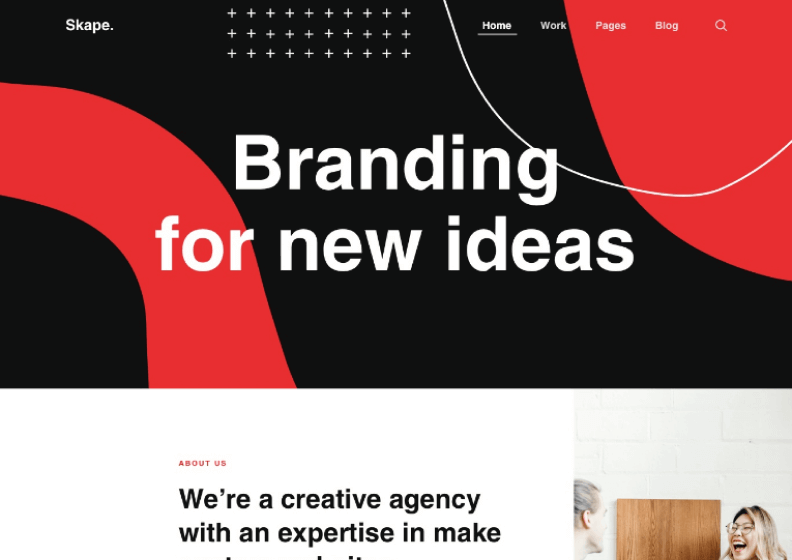 Skape.
Home Work Pages Blog
Branding
for new ideas
ABOUT US
We’re a creative agency
with an expertise in make